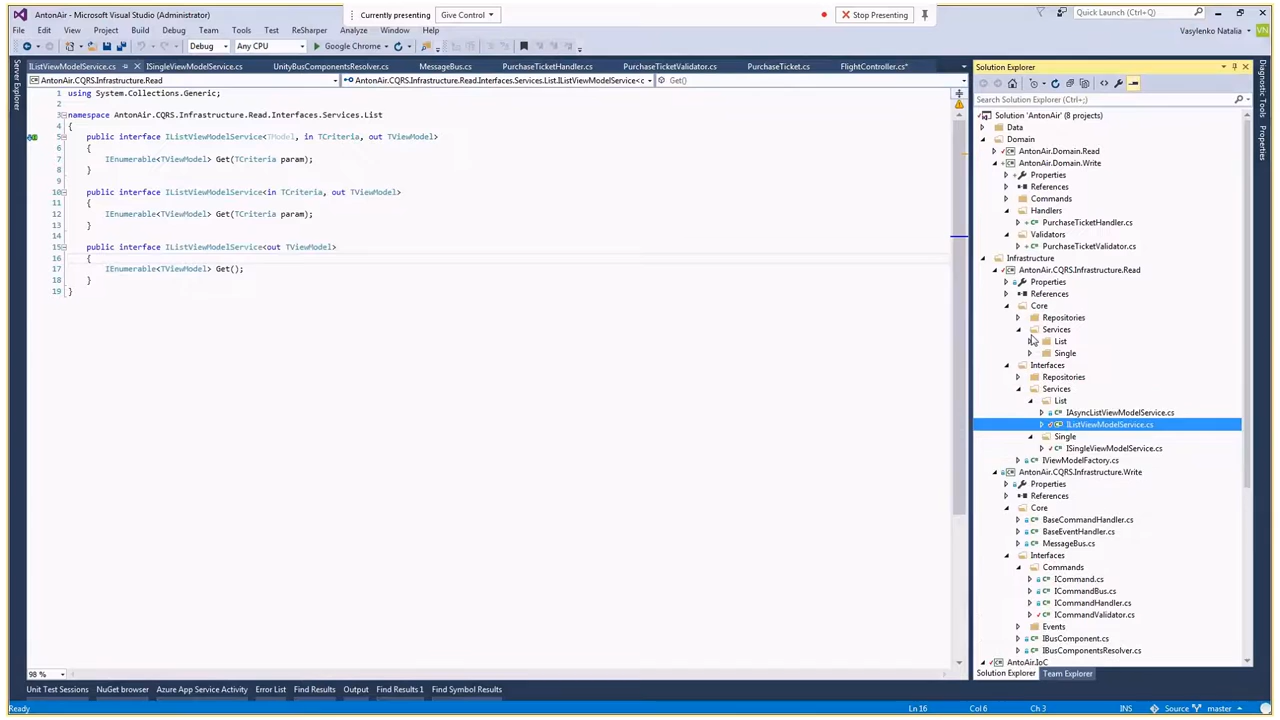 AntonAir - Microsoft Visual Studio (Administrator)
Currently presenting
Give Control
Stop Presenting
Quick Launch (Ctrl+;)
File Edit View Project Build Debug Team Tools Test ReSharper Analyze Window Help
Vasylenko Natalia
VN
Debug
Any CPU
Google Chrome
IListViewModelService.cs
ISingleViewModelService.cs
UnityBusComponentsResolver.cs
MessageBus.cs
PurchaseTicketHandler.cs
PurchaseTicketValidator.cs
PurchaseTicket.cs
FlightController.cs*
AntonAir.CQRS.Infrastructure.Read
AntonAir.CQRS.Infrastructure.Read.Interfaces.Services.List.IListViewModelService<c
Get()
Server Explorer
1 using System.Collections.Generic;
2
3 namespace AntonAir.CQRS.Infrastructure.Read.Interfaces.Services.List
4 {
5 public interface IListViewModelService<TModel, in TCriteria, out TViewModel>
6 {
7 IEnumerable<TViewModel> Get(TCriteria param);
8 }
9
10 public interface IListViewModelService<in TCriteria, out TViewModel>
11 {
12 IEnumerable<TViewModel> Get(TCriteria param);
13 }
14
15 public interface IListViewModelService<out TViewModel>
16 {
17 IEnumerable<TViewModel> Get();
18 }
19 }
98 %
Solution Explorer
Search Solution Explorer (Ctrl+;)
Solution 'AntonAir' (8 projects)
Data
Domain
AntonAir.Domain.Read
AntonAir.Domain.Write
Properties
References
Commands
Handlers
PurchaseTicketHandler.cs
Validators
PurchaseTicketValidator.cs
Infrastructure
AntonAir.CQRS.Infrastructure.Read
Properties
References
Core
Repositories
Services
List
Single
Interfaces
Repositories
Services
List
IAsyncListViewModelService.cs
IListViewModelService.cs
Single
ISingleViewModelService.cs
IViewModelFactory.cs
AntonAir.CQRS.Infrastructure.Write
Properties
References
Core
BaseCommandHandler.cs
BaseEventHandler.cs
MessageBus.cs
Interfaces
Commands
ICommand.cs
ICommandBus.cs
ICommandHandler.cs
ICommandValidator.cs
Events
IBusComponent.cs
IBusComponentsResolver.cs
AntonAir.IoC
Solution Explorer
Team Explorer
Diagnostic Tools
Properties
Unit Test Sessions
NuGet browser
Azure App Service Activity
Error List
Find Results
Output
Find Results 1
Find Symbol Results
Ready
Ln 16
Col 6
Ch 3
INS
Source
master